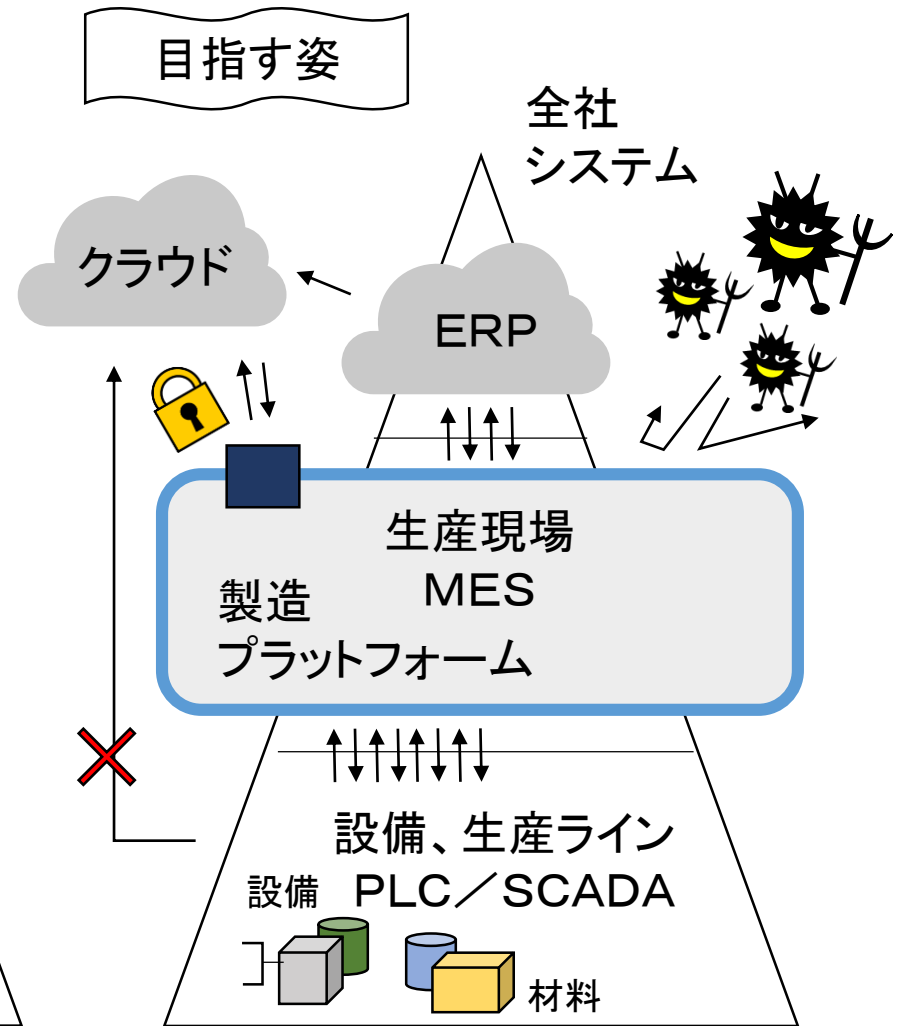 目指す姿
全社
システム
クラウド
ＥＲＰ
生産現場
ＭＥＳ
製造
プラットフォーム
設備、生産ライン
ＰＬＣ／ＳＣＡＤＡ
設備
材料